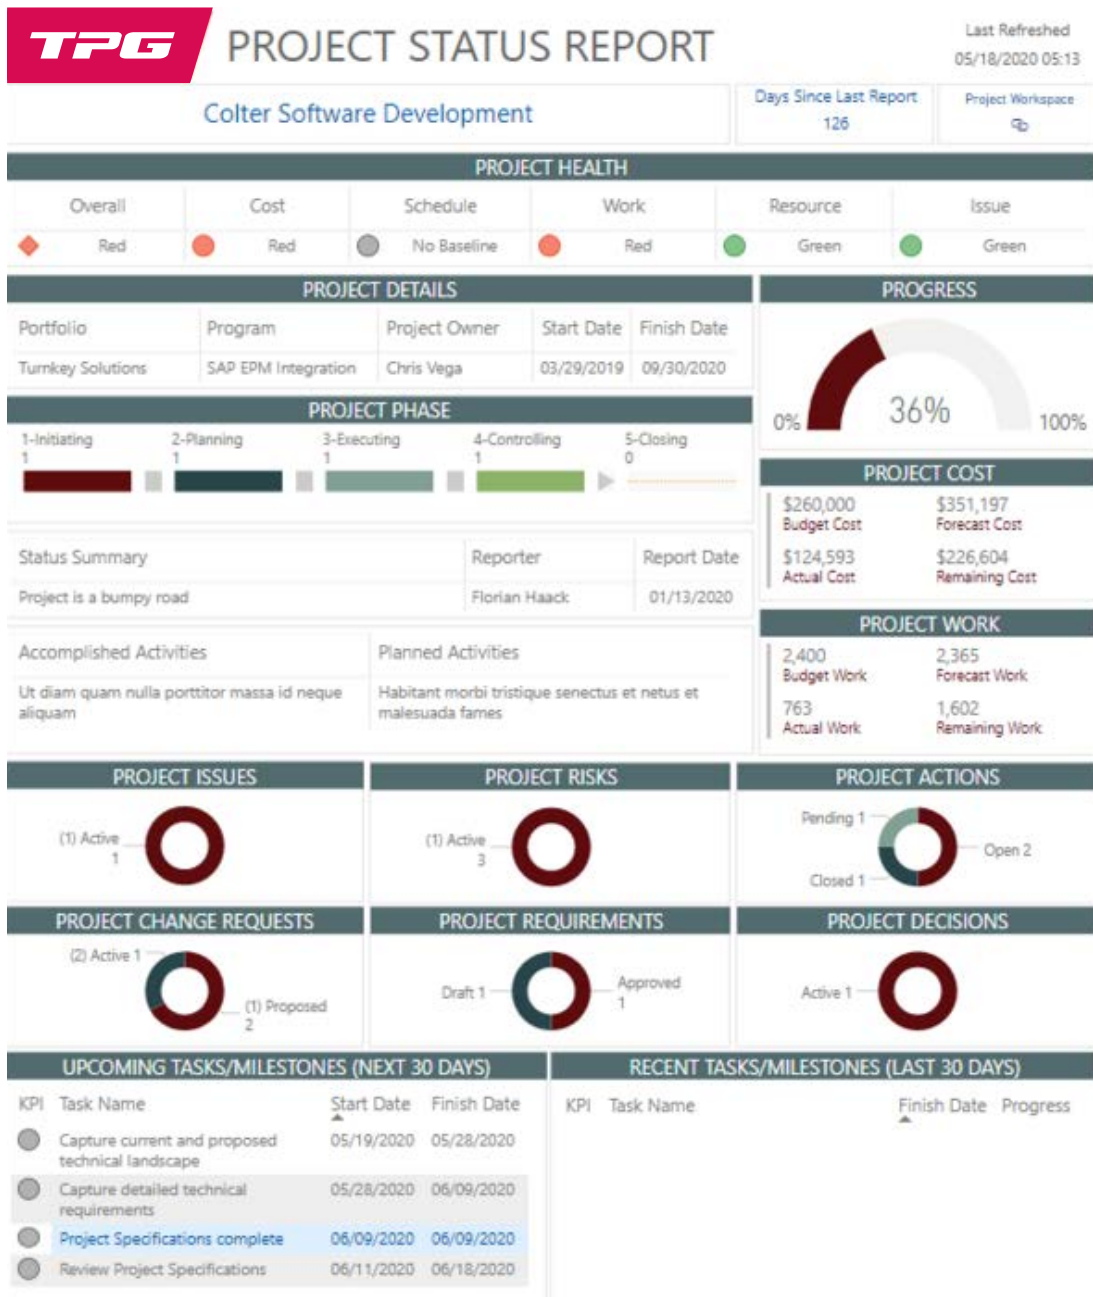 TPG
PROJECT STATUS REPORT
Last Refreshed
05/18/2020 05:13
Colter Software Development
Days Since Last Report
126
Project Workspace
PROJECT HEALTH
Overall Cost Schedule Work Resource Issue
Red Red No Baseline Red Green Green
PROJECT DETAILS
Portfolio Program Project Owner Start Date Finish Date
Turnkey Solutions SAP EPM Integration Chris Vega 03/29/2019 09/30/2020
PROGRESS
0% 36% 100%
PROJECT PHASE
1-Initiating 2-Planning 3-Executing 4-Controlling 5-Closing
1 1 1 1 0
PROJECT COST
$260,000 $351,197
Budget Cost Forecast Cost
$124,593 $226,604
Actual Cost Remaining Cost
Status Summary Reporter Report Date
Project is a bumpy road Florian Haack 01/13/2020
PROJECT WORK
2,400 2,365
Budget Work Forecast Work
763 1,602
Actual Work Remaining Work
Accomplished Activities Planned Activities
Ut diam quam nulla porttitor massa id neque
aliquam
Habitant morbi tristique senectus et netus et
malesuada fames
PROJECT ISSUES
(1) Active
1
PROJECT RISKS
(1) Active
3
PROJECT ACTIONS
Pending 1
Open 2
Closed 1
PROJECT CHANGE REQUESTS
(2) Active 1
(1) Proposed
2
PROJECT REQUIREMENTS
Draft 1
Approved
1
PROJECT DECISIONS
Active 1
UPCOMING TASKS/MILESTONES (NEXT 30 DAYS)
KPI Task Name Start Date Finish Date
Capture current and proposed
technical landscape
05/19/2020 05/28/2020
Capture detailed technical
requirements
05/28/2020 06/09/2020
Project Specifications complete 06/09/2020 06/09/2020
Review Project Specifications 06/11/2020 06/18/2020
RECENT TASKS/MILESTONES (LAST 30 DAYS)
KPI Task Name Finish Date Progress